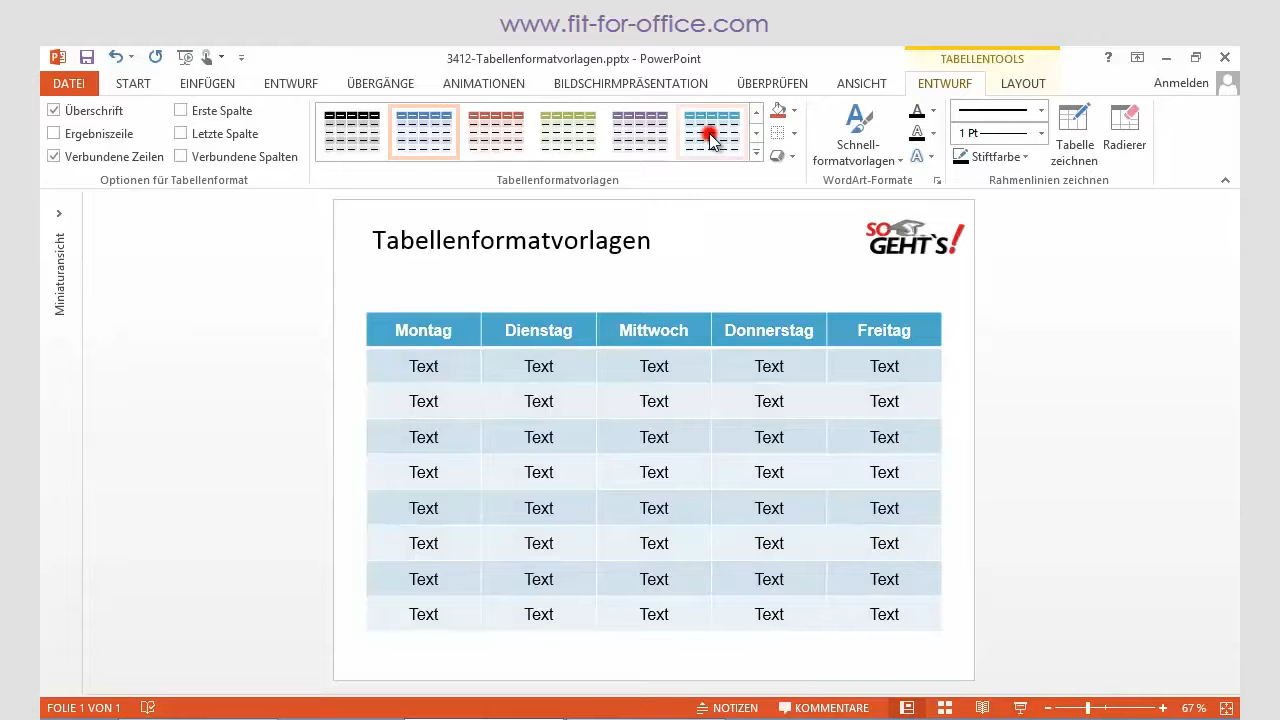 www.fit-for-office.com
3412-Tabellenformatvorlagen.pptx - PowerPoint
TABELLENTOOLS
?
DATEI START EINFÜGEN ENTWURF ÜBERGÄNGE ANIMATIONEN BILDSCHIRMPRÄSENTATION ÜBERPRÜFEN ANSICHT ENTWURF LAYOUT Anmelden
Überschrift Erste Spalte
Ergebniszeile Letzte Spalte
Verbundene Zeilen Verbundene Spalten
Optionen für Tabellenformat
Tabellenformatvorlagen
Schnell-
formatvorlagen
WordArt-Formate
1 Pt
Stiftfarbe
Tabelle
zeichnen
Radierer
Rahmenlinien zeichnen
Miniaturansicht
Tabellenformatvorlagen
SO
GEHT`S!
Montag Dienstag Mittwoch Donnerstag Freitag
Text Text Text Text Text
Text Text Text Text Text
Text Text Text Text Text
Text Text Text Text Text
Text Text Text Text Text
Text Text Text Text Text
Text Text Text Text Text
Text Text Text Text Text
FOLIE 1 VON 1 NOTIZEN KOMMENTARE 67 %